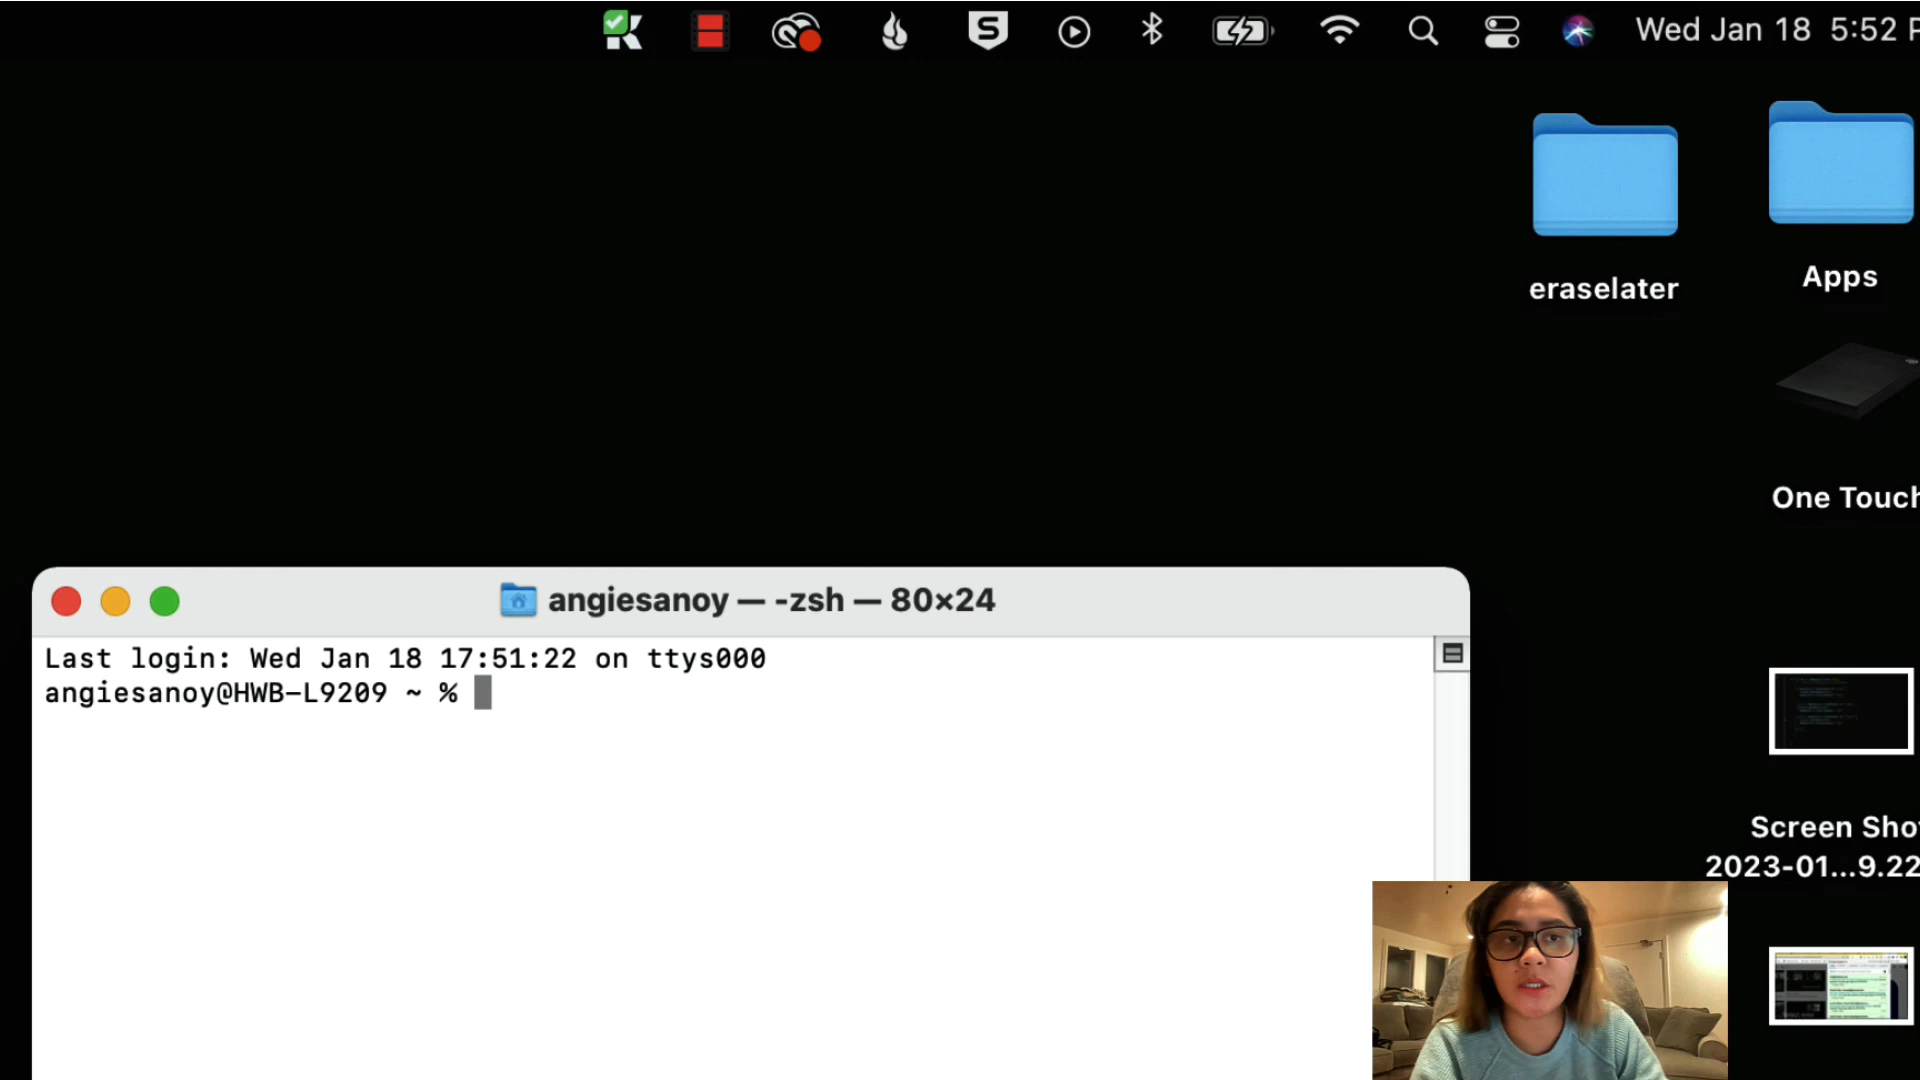 Wed Jan 18 5:52 P
eraselater
Apps
One Touch
angiesanoy — -zsh — 80×24
Last login: Wed Jan 18 17:51:22 on ttys000
angiesanoy@HWB-L9209 ~ %
Screen Shot
2023-01...9.22